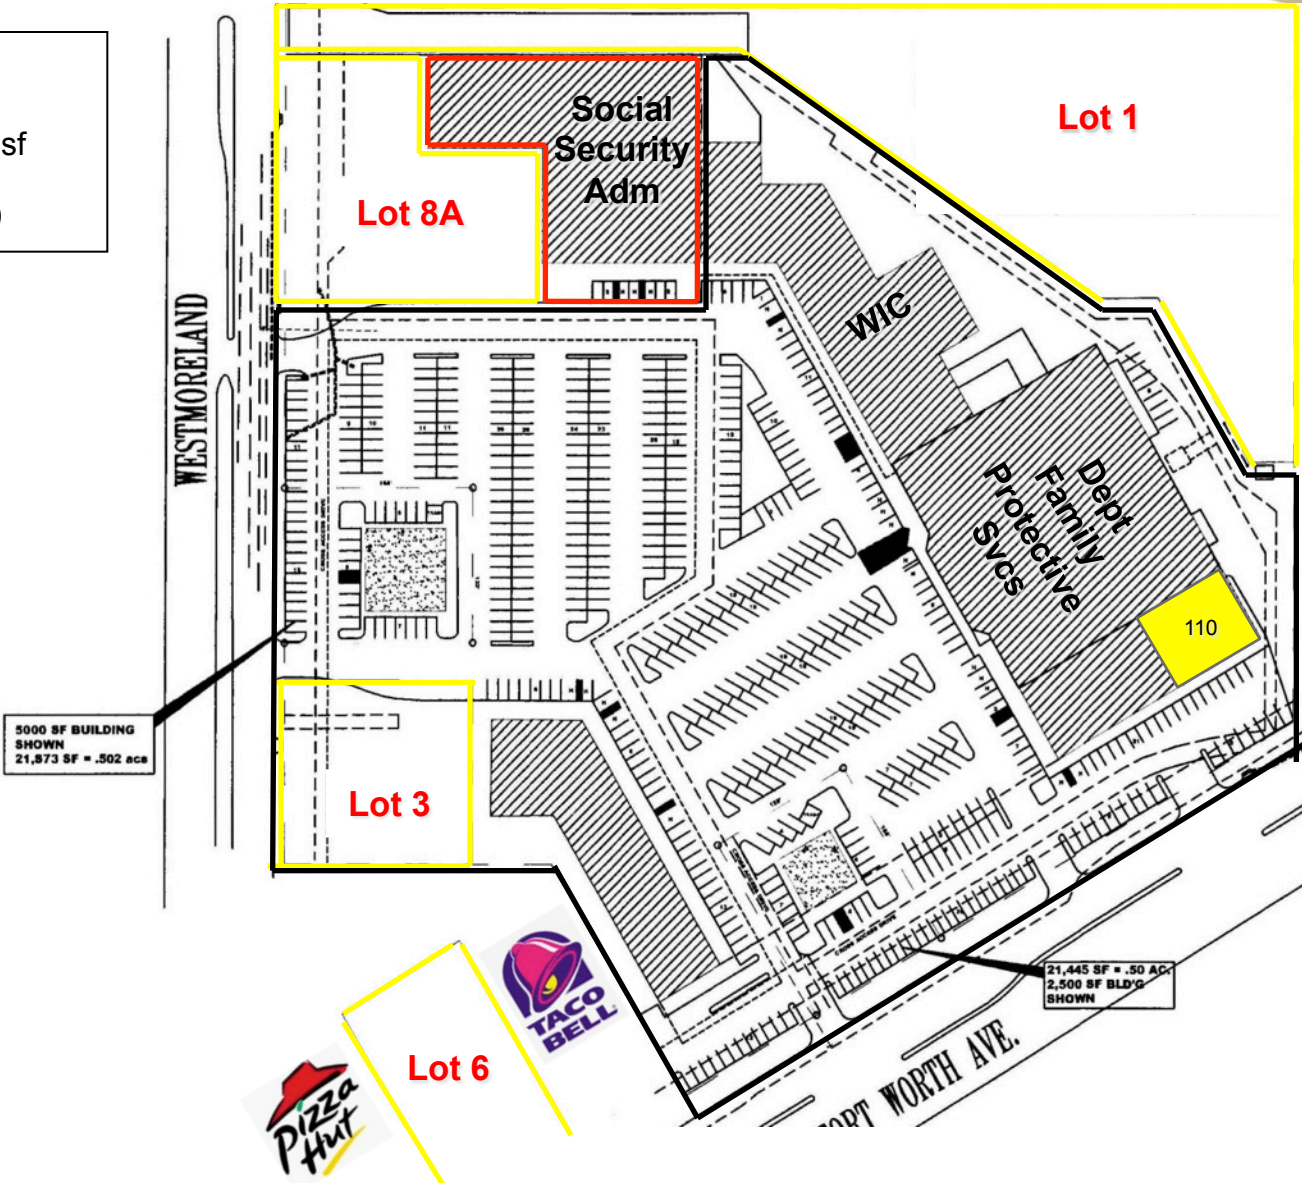 sf
)
Lot 1
Social
Security
Adm
Lot 8A
WESTMORELAND
WIC
Dept
Family
Protective
Svcs
110
5000 SF BUILDING
SHOWN
21,873 SF = .502 acs
Lot 3
TACO
BELL
21,445 SF = .50 AC.
2,500 SF BLD'G
SHOWN
Lot 6
Pizza
Hut
FORT WORTH AVE.